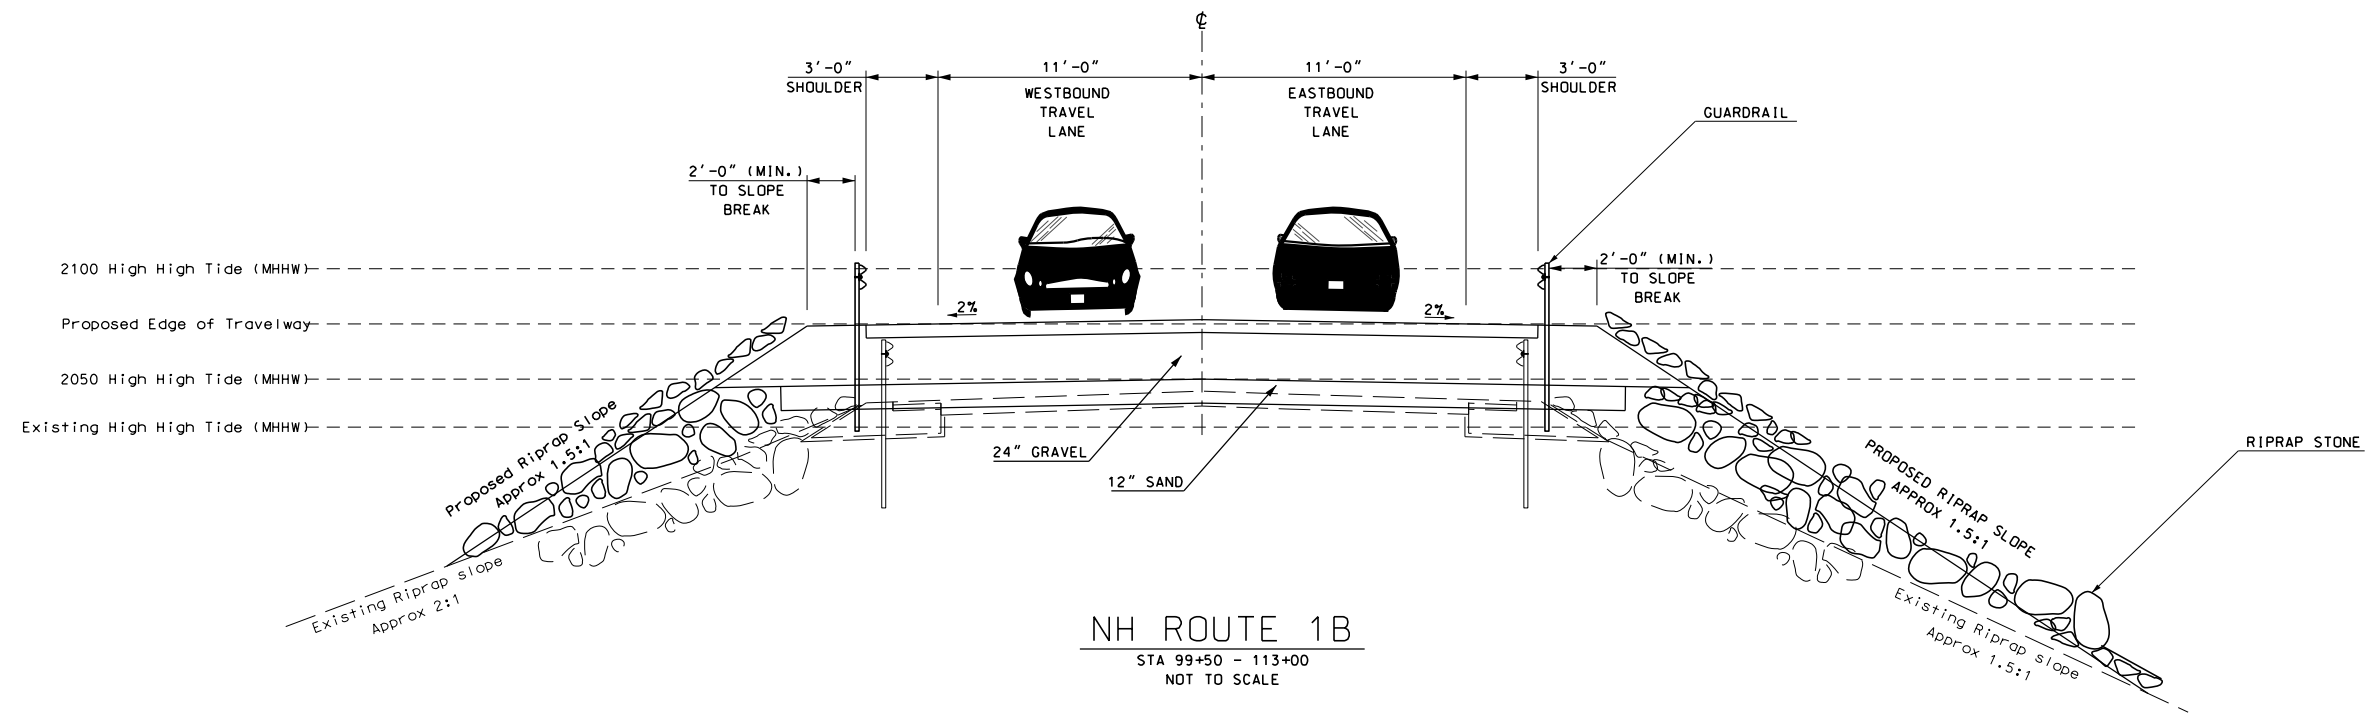 ℄
3'-0"
SHOULDER
11'-0"
WESTBOUND
TRAVEL
LANE
11'-0"
EASTBOUND
TRAVEL
LANE
3'-0"
SHOULDER
GUARDRAIL
2'-0" (MIN.)
TO SLOPE
BREAK
2100 High High Tide (MHHW)
2'-0" (MIN.)
TO SLOPE
BREAK
2%
2%
Proposed Edge of Travelway
2050 High High Tide (MHHW)
Existing High High Tide (MHHW)
Proposed Riprap Slope
Approx 1.5:1
24" GRAVEL
12" SAND
PROPOSED RIPRAP SLOPE
APPROX 1.5:1
RIPRAP STONE
Existing Riprap slope
Approx 2:1
Existing Riprap slope
Approx 1.5:1
NH ROUTE 1B
STA 99+50 - 113+00
NOT TO SCALE